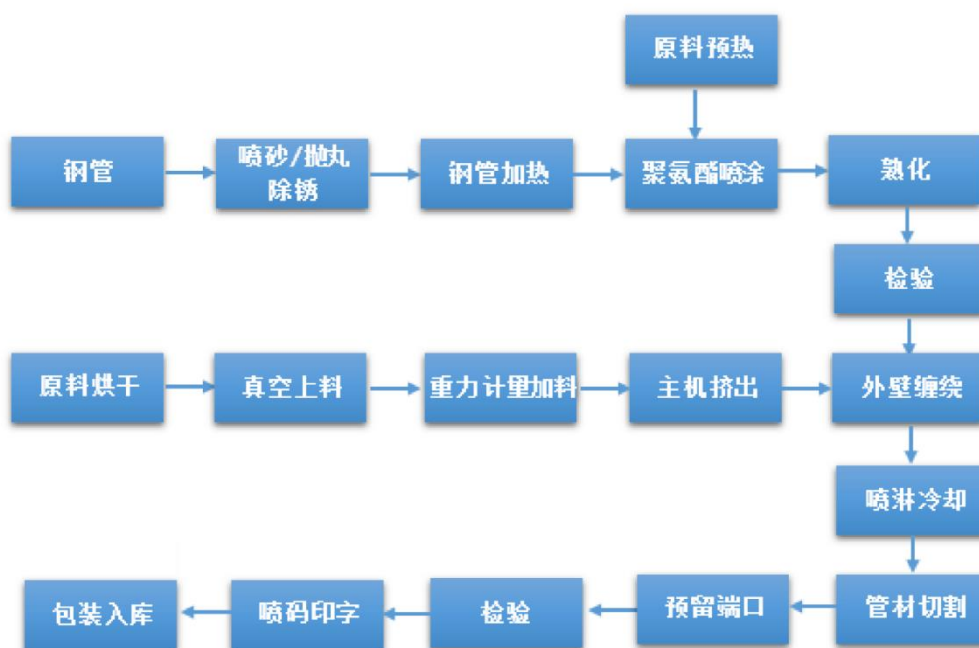 原料预热
钢管
喷砂/抛丸
除锈
钢管加热
聚氨酯喷涂
熟化
检验
原料烘干
真空上料
重力计量加料
主机挤出
外壁缠绕
喷淋冷却
包装入库
喷码印字
检验
预留端口
管材切割